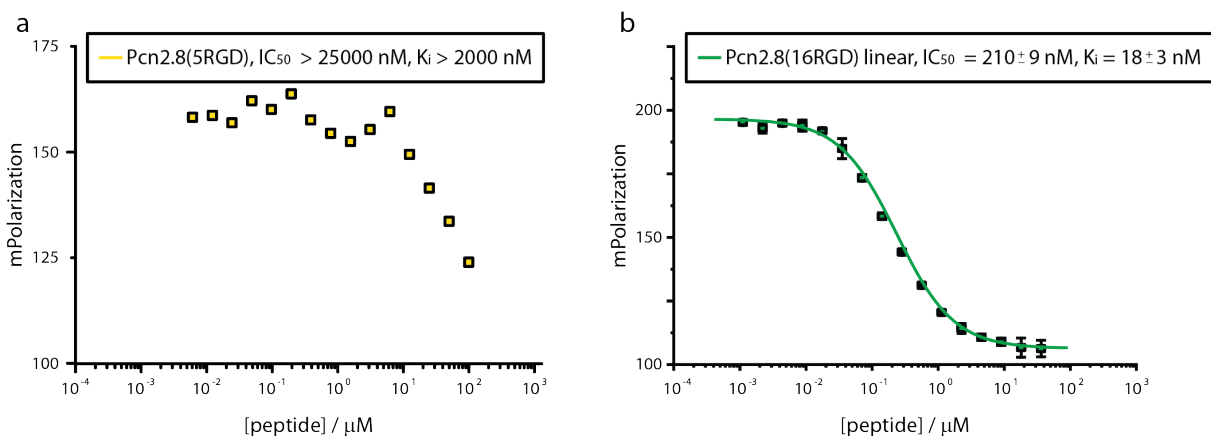 a
Pcn2.8(5RGD), IC50 > 25000 nM, Ki > 2000 nM
175
150
125
100
mPolarization
10-4
10-3
10-2
10-1
100
101
102
103
[peptide] / μM
b
Pcn2.8(16RGD) linear, IC50 = 210±9 nM, Ki = 18±3 nM
200
150
100
mPolarization
10-4
10-3
10-2
10-1
100
101
102
103
[peptide] / μM